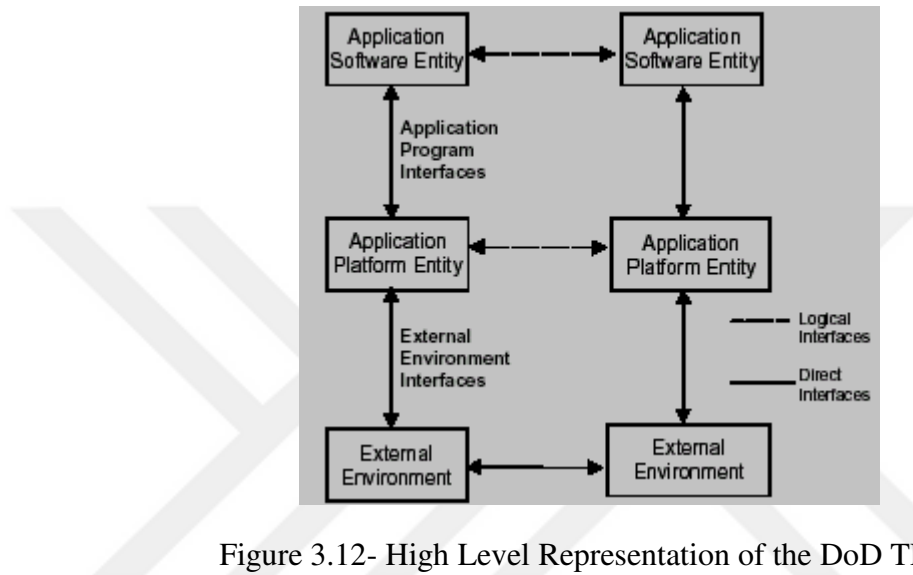 Application
Software Entity
Application
Software Entity
Application
Program
Interfaces
Application
Platform Entity
Application
Platform Entity
External
Environment
Interfaces
Logical
Interfaces
Direct
Interfaces
External
Environment
External
Environment
Figure 3.12- High Level Representation of the DoD